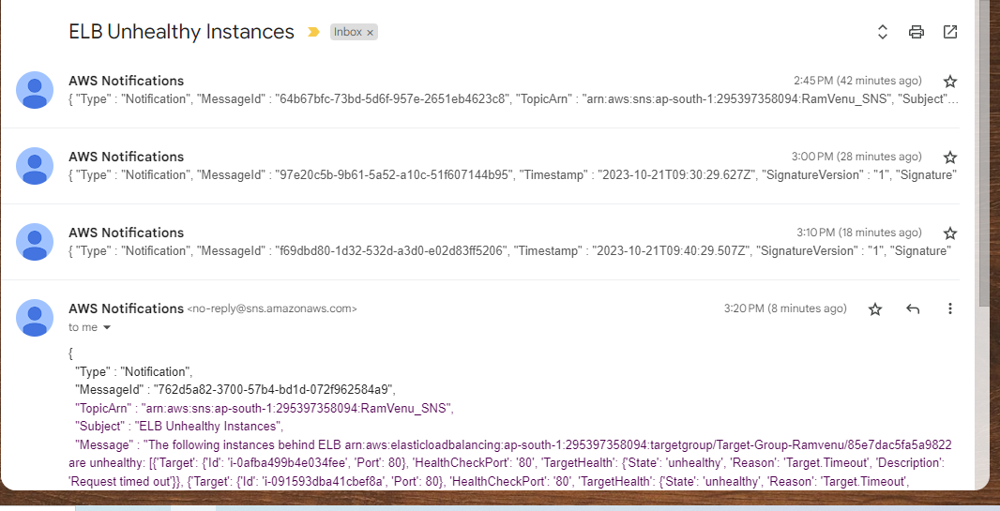 ELB Unhealthy Instances Inbox ×
AWS Notifications 2:45 PM (42 minutes ago)
{ "Type" : "Notification", "MessageId" : "64b67bfc-73bd-5d6f-957e-2651eb4623c8", "TopicArn" : "arn:aws:sns:ap-south-1:295397358094:RamVenu_SNS", "Subject"...
AWS Notifications 3:00 PM (28 minutes ago)
{ "Type" : "Notification", "MessageId" : "97e20c5b-9b61-5a52-a10c-51f607144b95", "Timestamp" : "2023-10-21T09:30:29.627Z", "SignatureVersion" : "1", "Signature"
AWS Notifications 3:10 PM (18 minutes ago)
{ "Type" : "Notification", "MessageId" : "f69dbd80-1d32-532d-a3d0-e02d83ff5206", "Timestamp" : "2023-10-21T09:40:29.507Z", "SignatureVersion" : "1", "Signature"
AWS Notifications <no-reply@sns.amazonaws.com> 3:20 PM (8 minutes ago)
to me
{
"Type" : "Notification",
"MessageId" : "762d5a82-3700-57b4-bd1d-072f962584a9",
"TopicArn" : "arn:aws:sns:ap-south-1:295397358094:RamVenu_SNS",
"Subject" : "ELB Unhealthy Instances",
"Message" : "The following instances behind ELB arn:aws:elasticloadbalancing:ap-south-1:295397358094:targetgroup/Target-Group-Ramvenu/85e7dac5fa5a9822
are unhealthy: [{'Target': {'Id': 'i-0afba499b4e034fee', 'Port': 80}, 'HealthCheckPort': '80', 'TargetHealth': {'State': 'unhealthy', 'Reason': 'Target.Timeout', 'Description':
'Request timed out'}}, {'Target': {'Id': 'i-091593dba41cbef8a', 'Port': 80}, 'HealthCheckPort': '80', 'TargetHealth': {'State': 'unhealthy', 'Reason': 'Target.Timeout',